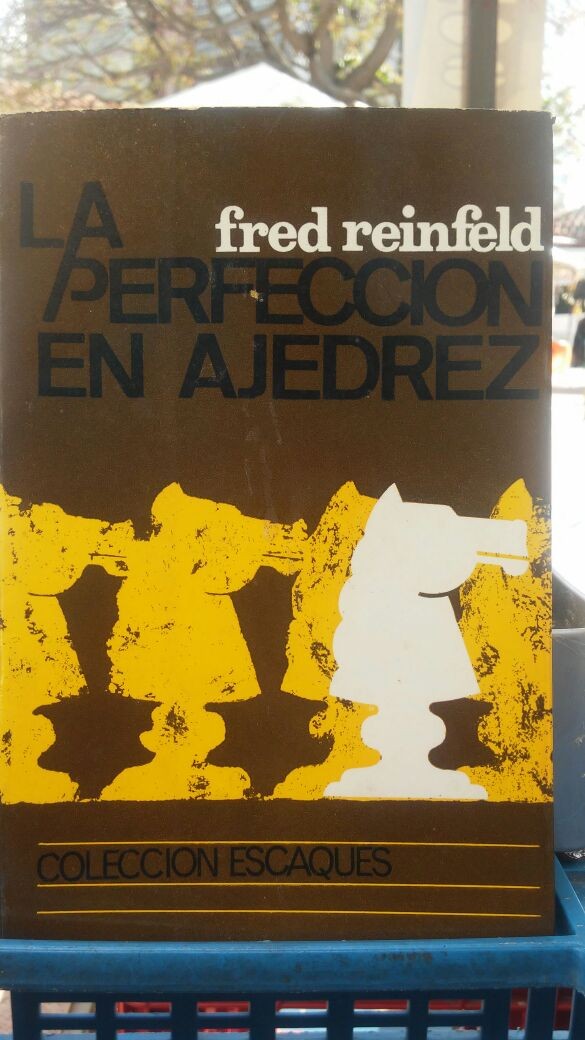 LA
fred reinfeld
PERFECCION
EN AJEDREZ
COLECCION ESCAQUES